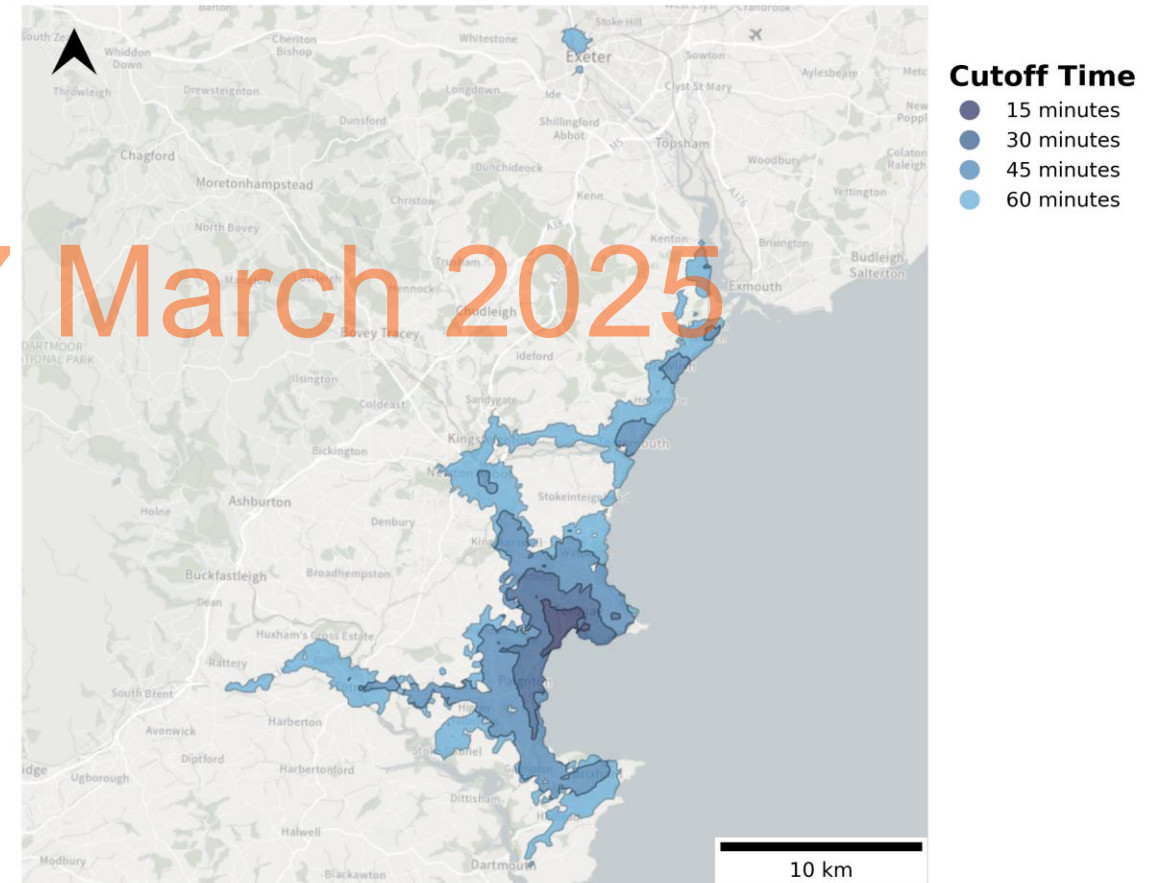 Cutoff Time
15 minutes
30 minutes
45 minutes
60 minutes
7 March 2025
Stoke Hill
Cheriton
Bishop
Whitestone
Whiddon
Down
Exeter
Sowton
Aylesbeare
Throwleigh
Drewsteignton
Longdown
Ide
Clyst St Mary
Dunsford
Shillingford
Abbot
Topsham
Chagford
Dunchideock
Woodbury
Colaton
Raleigh
Moretonhampstead
Kenn
Yettington
Christow
North Bovey
Kenton
Brixington
Budleigh
Salterton
Exmouth
Chudleigh
Bovey Tracey
DARTMOOR
Ideford
Ilsington
Coldeast
Sandygate
Bickington
Ashburton
Holne
Denbury
Buckfastleigh
Broadhempston
Dean
Huxham's Cross Estate
Rattery
South Brent
Harberton
Avonwick
Diptford
Ugborough
Harbertonford
Dittisham
Halwell
Modbury
Dartmouth
Blackawton
10 km